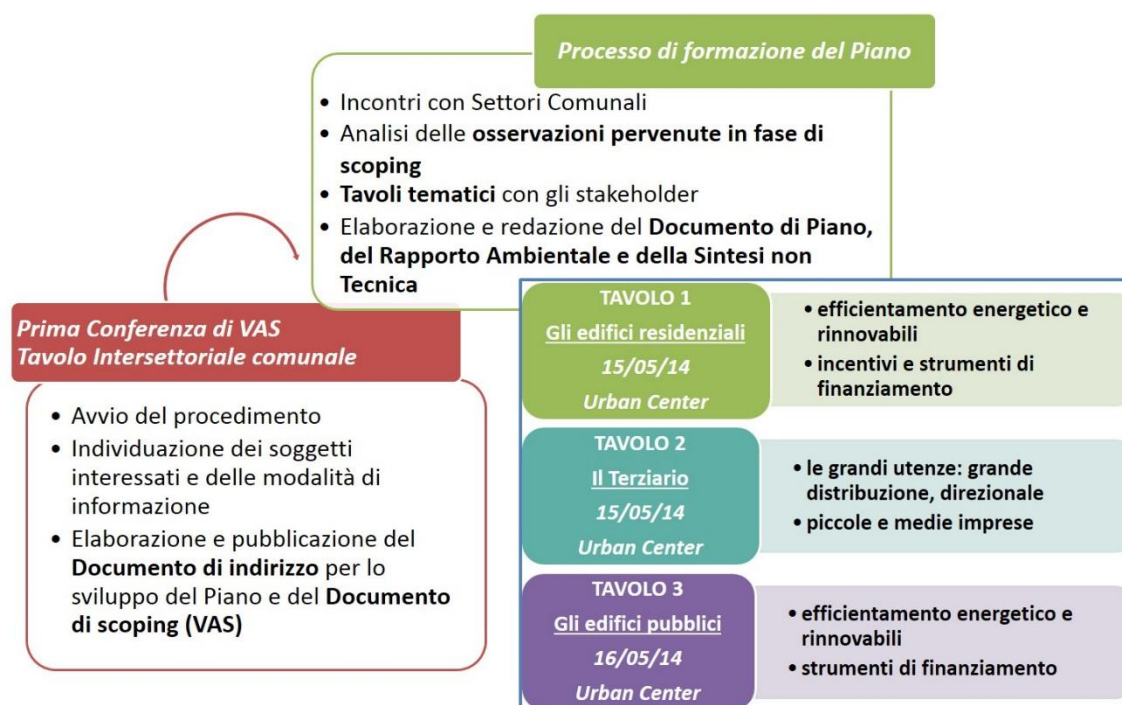 Processo di formazione del Piano
• Incontri con Settori Comunali
• Analisi delle osservazioni pervenute in fase di
scoping
• Tavoli tematici con gli stakeholder
• Elaborazione e redazione del Documento di Piano,
del Rapporto Ambientale e della Sintesi non
Tecnica
Prima Conferenza di VAS
Tavolo Intersettoriale comunale
• Avvio del procedimento
• Individuazione dei soggetti
interessati e delle modalità di
informazione
• Elaborazione e pubblicazione del
Documento di indirizzo per lo
sviluppo del Piano e del Documento
di scoping (VAS)
TAVOLO 1
Gli edifici residenziali
15/05/14
Urban Center
• efficientamento energetico e
rinnovabili
• incentivi e strumenti di
finanziamento
TAVOLO 2
Il Terziario
15/05/14
Urban Center
• le grandi utenze: grande
distribuzione, direzionale
• piccole e medie imprese
TAVOLO 3
Gli edifici pubblici
16/05/14
Urban Center
• efficientamento energetico e
rinnovabili
• strumenti di finanziamento